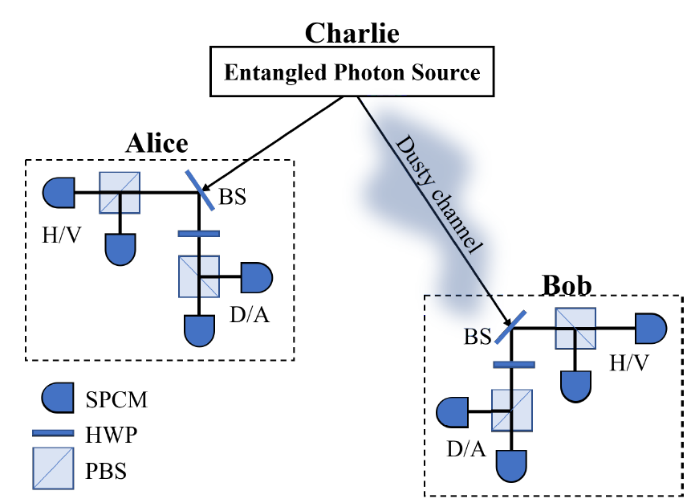 Charlie
Entangled Photon Source
Alice
BS
H/V
D/A
Dusty channel
Bob
BS
H/V
D/A
SPCM
HWP
PBS